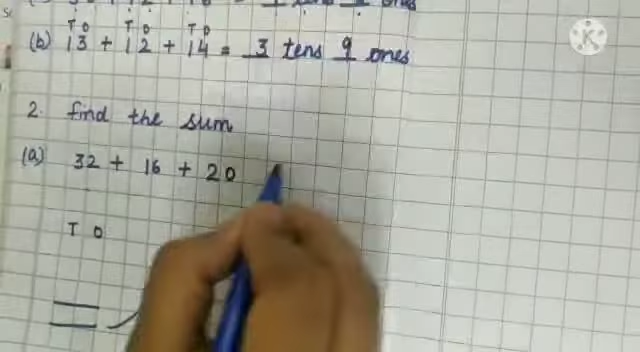 T O T O T O
(b) 13 + 12 + 14 = 3 tens 9 ones
2. find the sum
(a) 32 + 16 + 20
T O